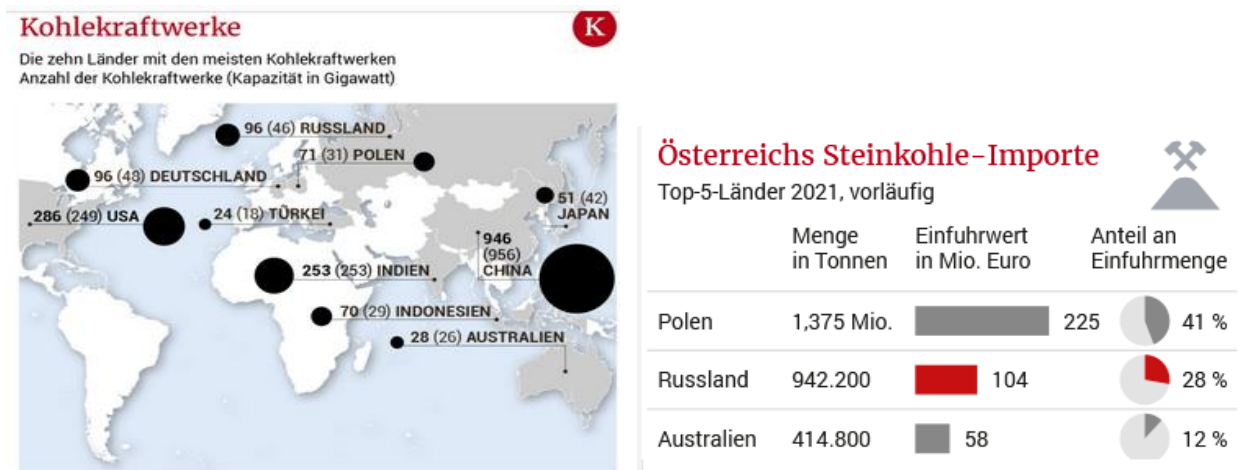 Kohlekraftwerke
K
Die zehn Länder mit den meisten Kohlekraftwerken
Anzahl der Kohlekraftwerke (Kapazität in Gigawatt)
96 (46) RUSSLAND
71 (31) POLEN
96 (48) DEUTSCHLAND
51 (42)
JAPAN
286 (249) USA
24 (18) TÜRKEI
946
(956)
CHINA
253 (253) INDIEN
70 (29) INDONESIEN
28 (26) AUSTRALIEN
Österreichs Steinkohle-Importe
Top-5-Länder 2021, vorläufig
Menge
in Tonnen
Einfuhrwert
in Mio. Euro
Anteil an
Einfuhrmenge
Polen 1,375 Mio. 225 41 %
Russland 942.200 104 28 %
Australien 414.800 58 12 %